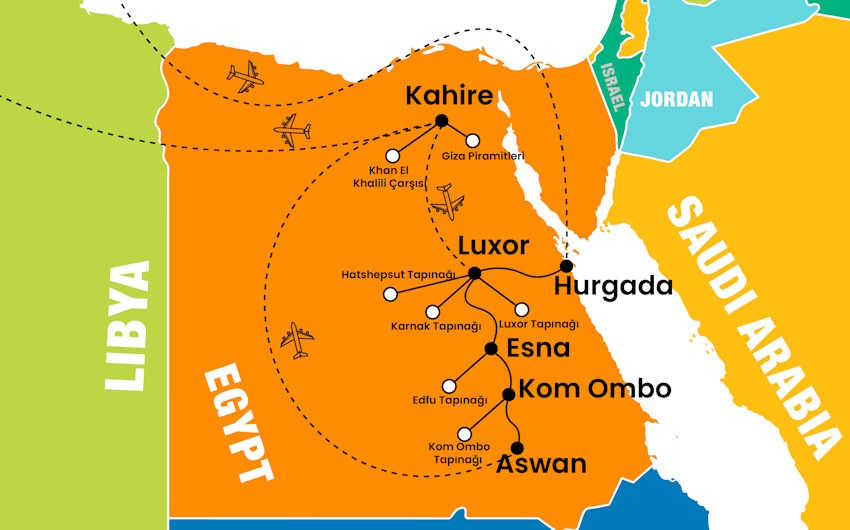 ISRAEL
JORDAN
Kahire
Giza Piramitleri
Khan El
Khalili Çarşısı
SAUDI ARABIA
LIBYA
Luxor
Hurgada
Hatshepsut Tapınağı
Karnak Tapınağı
Luxor Tapınağı
Esna
EGYPT
Kom Ombo
Edfu Tapınağı
Kom Ombo
Tapınağı
Aswan